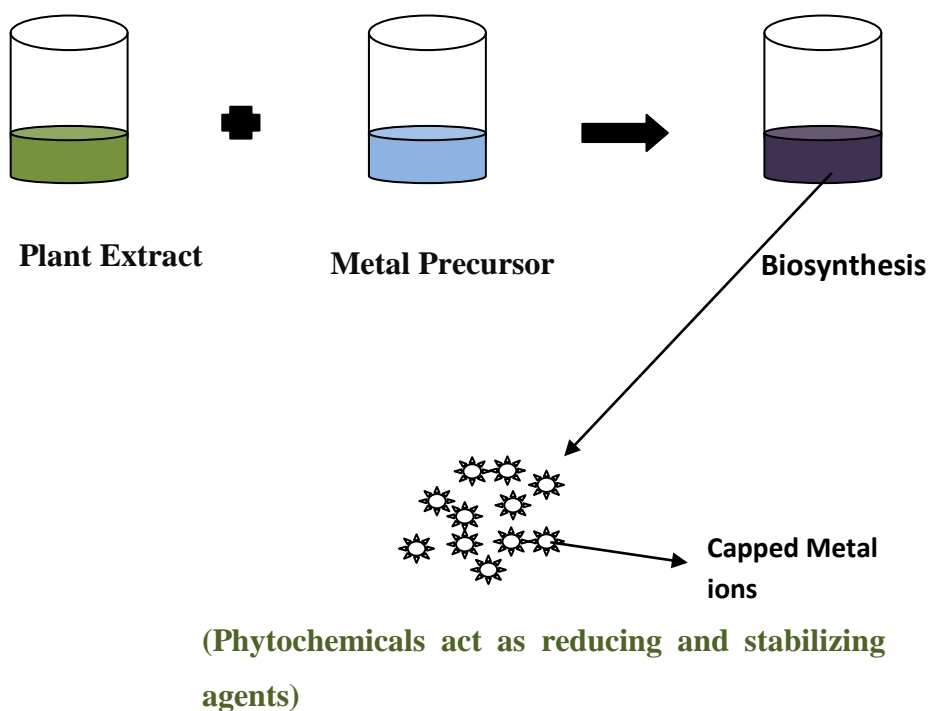 Plant Extract
Metal Precursor
Biosynthesis
Capped Metal
ions
(Phytochemicals act as reducing and stabilizing
agents)